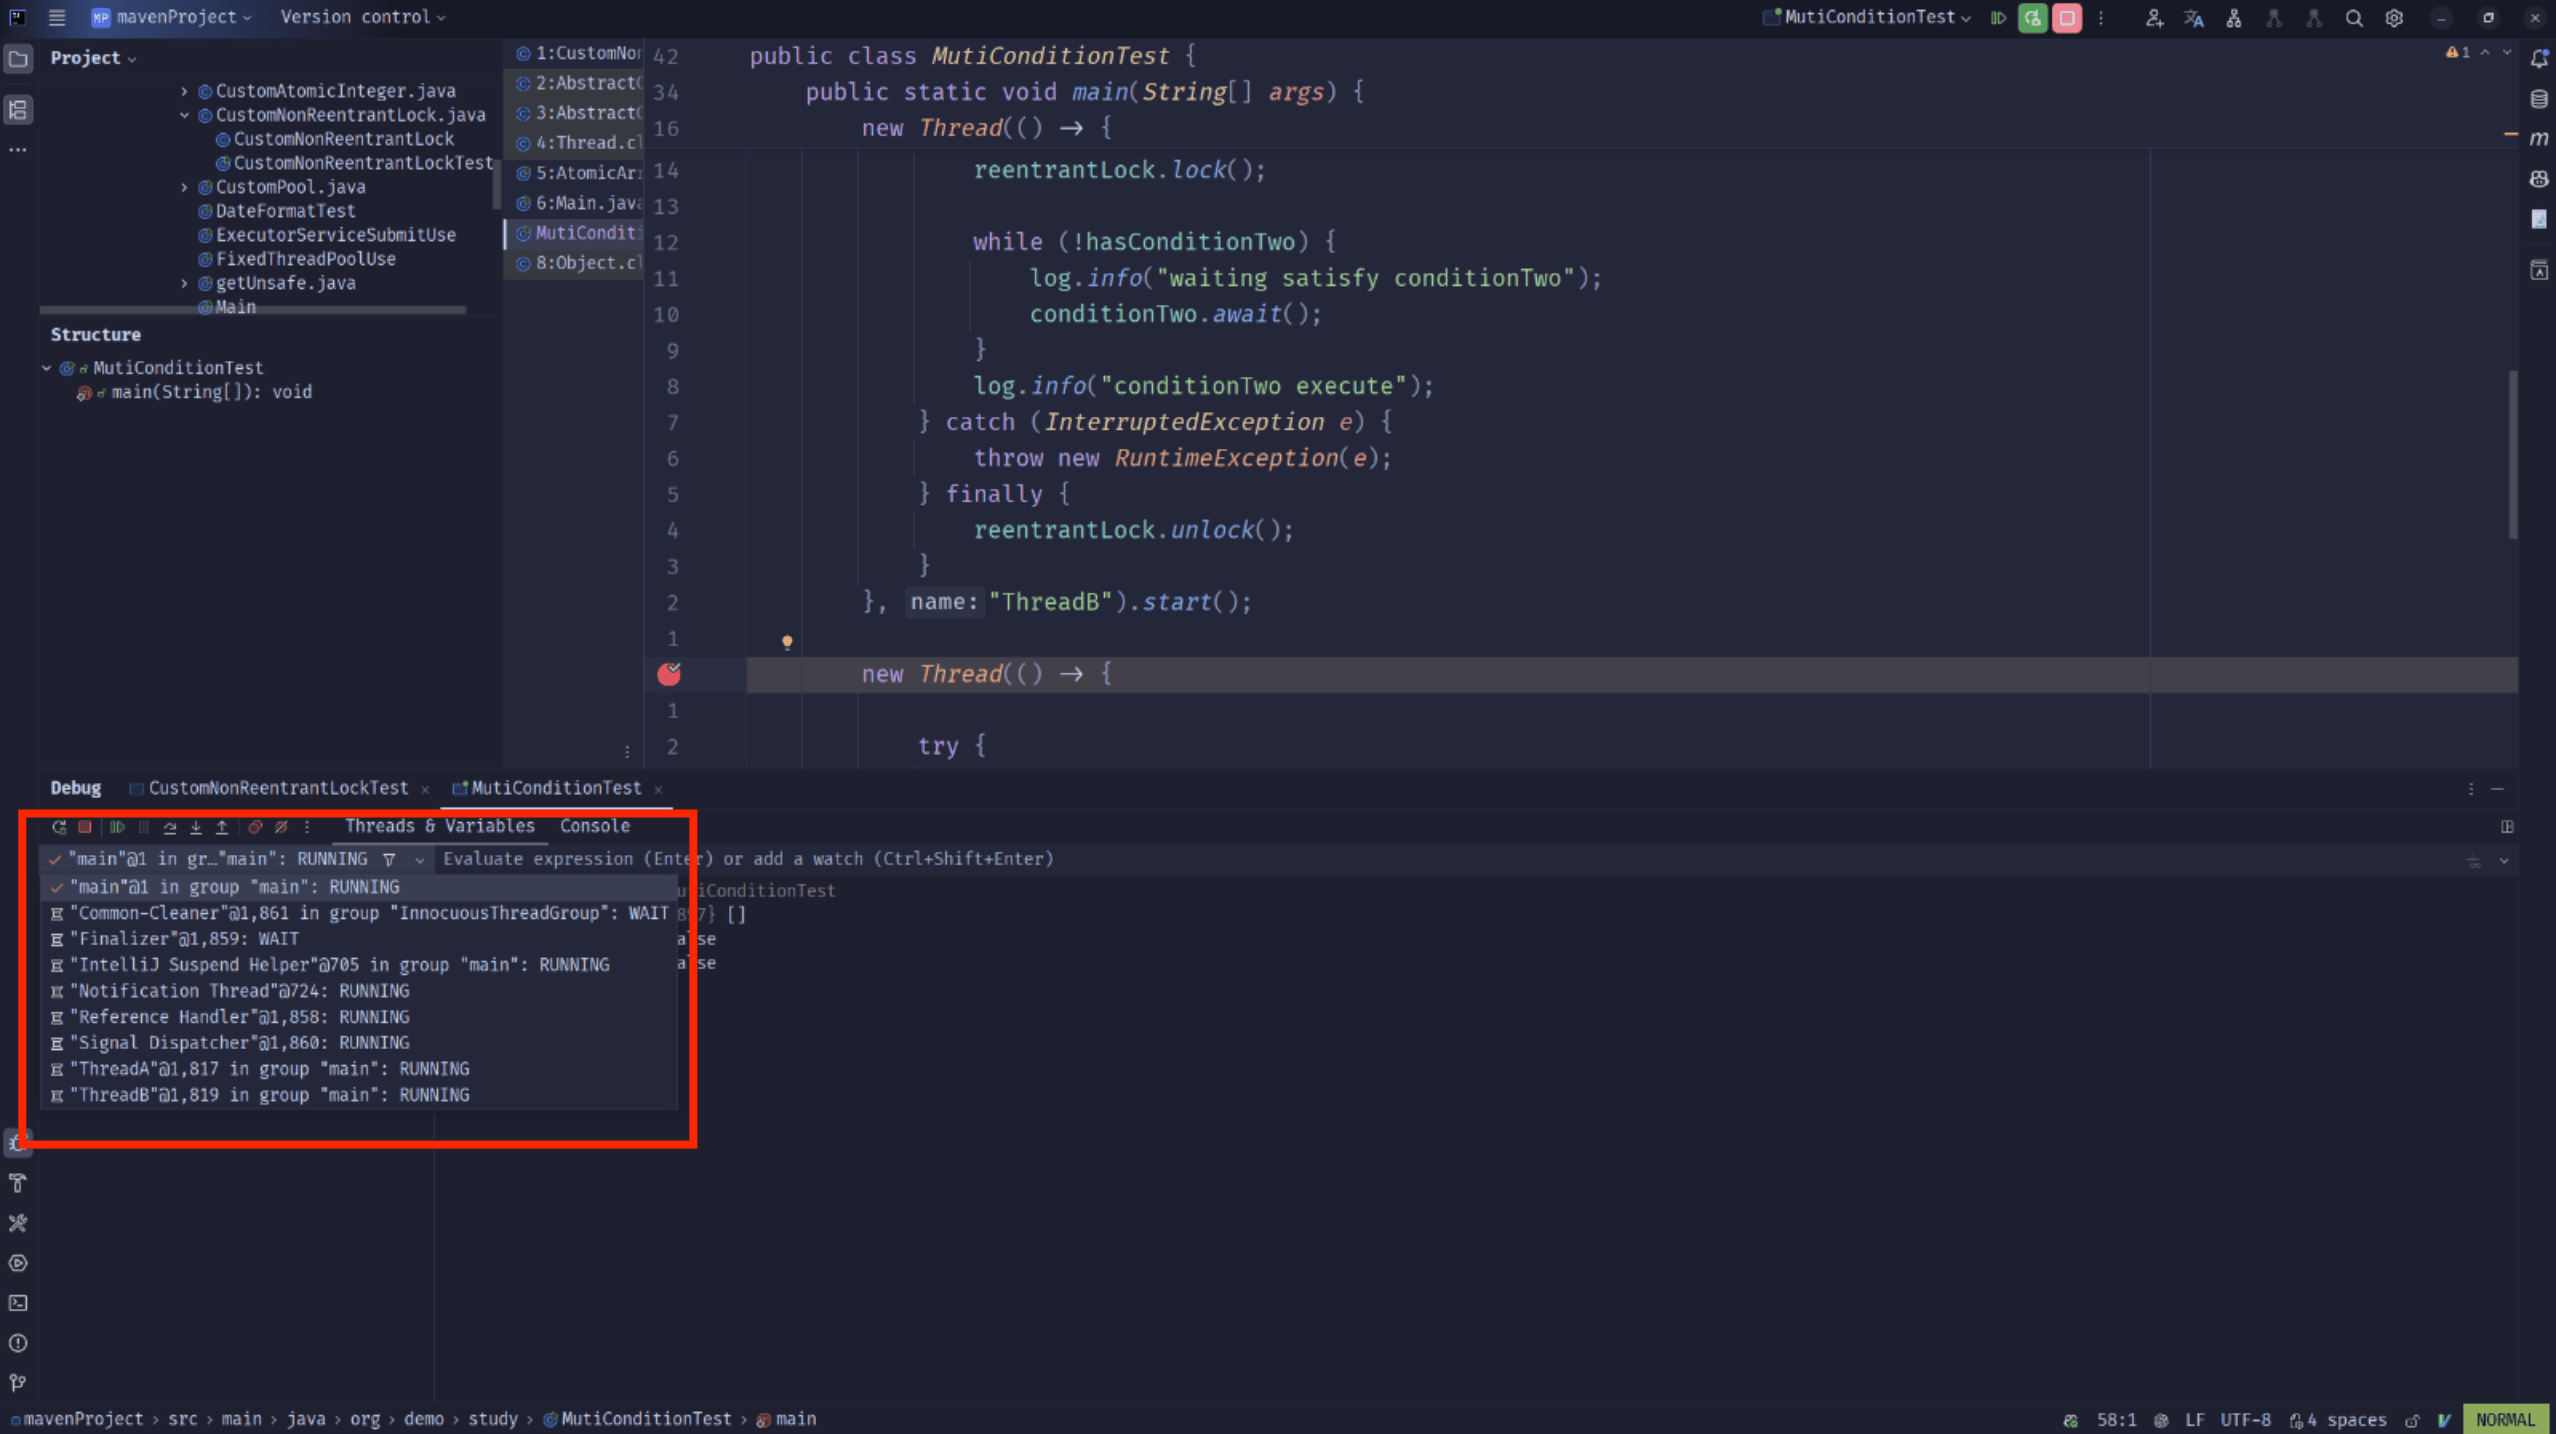 MP mavenProject
Version control
MutiConditionTest
Project
CustomAtomicInteger.java
CustomNonReentrantLock.java
CustomNonReentrantLock
CustomNonReentrantLockTest
CustomPool.java
DateFormatTest
ExecutorServiceSubmitUse
FixedThreadPoolUse
getUnsafe.java
Main
Structure
MutiConditionTest
main(String[]): void
1:CustomNon
2:Abstract
3:Abstract
4:Thread.cl
5:AtomicAr
6:Main.java
MutiConditi
8:Object.cl
42 public class MutiConditionTest {
34 public static void main(String[] args) {
16 new Thread(() → {
14 reentrantLock.lock();
13
12 while (!hasConditionTwo) {
11 log.info("waiting satisfy conditionTwo");
10 conditionTwo.await();
9 }
8 log.info("conditionTwo execute");
7 } catch (InterruptedException e) {
6 throw new RuntimeException(e);
5 } finally {
4 reentrantLock.unlock();
3 }
2 }, name: "ThreadB").start();
1
new Thread(() → {
1
2 try {
1
m
Debug
CustomNonReentrantLockTest ×
MutiConditionTest ×
Threads & Variables
Console
"main"@1 in gr…"main": RUNNING
Evaluate expression (Enter) or add a watch (Ctrl+Shift+Enter)
"main"@1 in group "main": RUNNING
"Common-Cleaner"@1,861 in group "InnocuousThreadGroup": WAIT
"Finalizer"@1,859: WAIT
"IntelliJ Suspend Helper"@705 in group "main": RUNNING
"Notification Thread"@724: RUNNING
"Reference Handler"@1,858: RUNNING
"Signal Dispatcher"@1,860: RUNNING
"ThreadA"@1,817 in group "main": RUNNING
"ThreadB"@1,819 in group "main": RUNNING
utiConditionTest
} []
alse
alse
mavenProject › src › main › java › org › demo › study › MutiConditionTest › main
58:1
LF
UTF-8
4 spaces
NORMAL